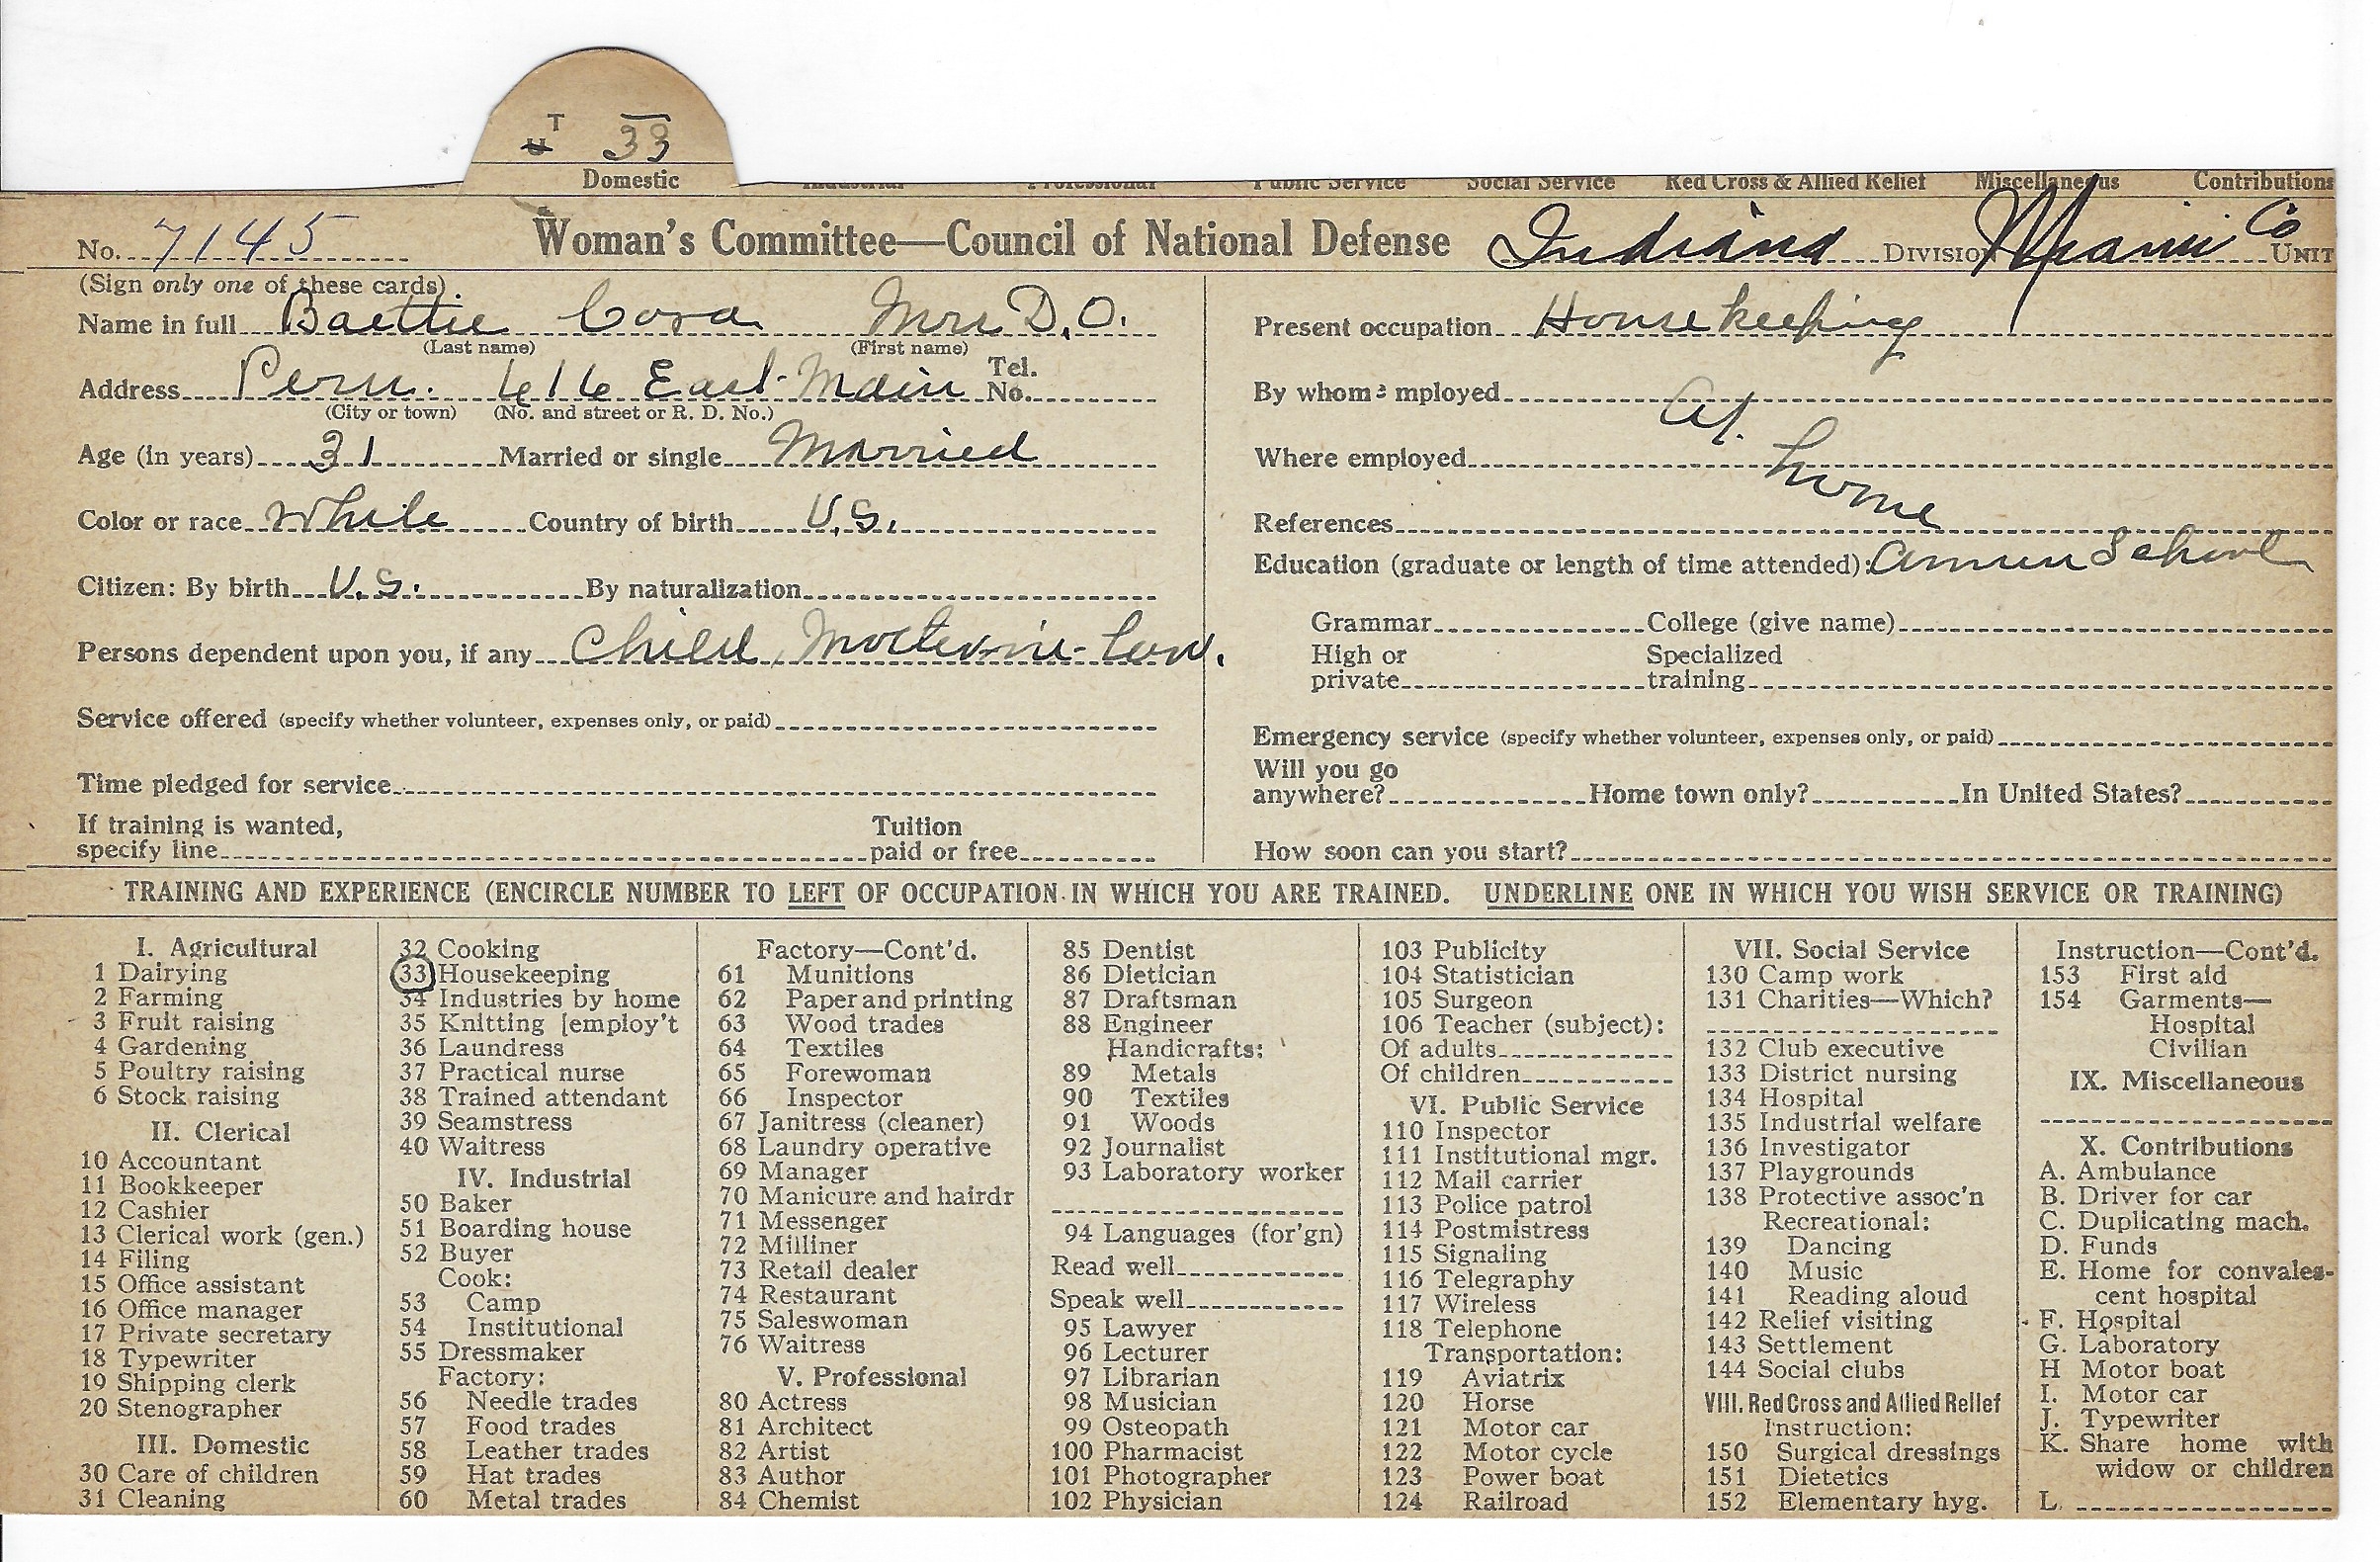 T 33
U
Domestic Industrial Professional Public Service Social Service Red Cross & Allied Relief Miscellaneous Contributions
No. 7145 Woman's Committee—Council of National Defense Indiana Division Miami Co Unit
(Sign only one of these cards)
Name in full Cora Mrs D.O.
(Last name) (First name)
Address Peru. 616 East Main Tel. No.
(City or town) (No. and street or R. D. No.)
Age (in years) 31 Married or single Married
Color or race White Country of birth U.S.
Citizen: By birth U.S. By naturalization
Persons dependent upon you, if any Child, Mother-in-law.
Service offered (specify whether volunteer, expenses only, or paid)
Time pledged for service
If training is wanted, specify line Tuition paid or free
Present occupation Housekeeping
By whom employed At
Where employed home
References
Education (graduate or length of time attended): School
Grammar College (give name)
High or private Specialized training
Emergency service (specify whether volunteer, expenses only, or paid)
Will you go anywhere? Home town only? In United States?
How soon can you start?
TRAINING AND EXPERIENCE (ENCIRCLE NUMBER TO LEFT OF OCCUPATION IN WHICH YOU ARE TRAINED. UNDERLINE ONE IN WHICH YOU WISH SERVICE OR TRAINING)
I. Agricultural
1 Dairying
2 Farming
3 Fruit raising
4 Gardening
5 Poultry raising
6 Stock raising
II. Clerical
10 Accountant
11 Bookkeeper
12 Cashier
13 Clerical work (gen.)
14 Filing
15 Office assistant
16 Office manager
17 Private secretary
18 Typewriter
19 Shipping clerk
20 Stenographer
III. Domestic
30 Care of children
31 Cleaning
32 Cooking
33 Housekeeping
34 Industries by home
35 Knitting [employ't
36 Laundress
37 Practical nurse
38 Trained attendant
39 Seamstress
40 Waitress
IV. Industrial
50 Baker
51 Boarding house
52 Buyer
Cook:
53 Camp
54 Institutional
55 Dressmaker
Factory:
56 Needle trades
57 Food trades
58 Leather trades
59 Hat trades
60 Metal trades
Factory—Cont'd.
61 Munitions
62 Paper and printing
63 Wood trades
64 Textiles
65 Forewoman
66 Inspector
67 Janitress (cleaner)
68 Laundry operative
69 Manager
70 Manicure and hairdr
71 Messenger
72 Milliner
73 Retail dealer
74 Restaurant
75 Saleswoman
76 Waitress
V. Professional
80 Actress
81 Architect
82 Artist
83 Author
84 Chemist
85 Dentist
86 Dietician
87 Draftsman
88 Engineer
Handicrafts:
89 Metals
90 Textiles
91 Woods
92 Journalist
93 Laboratory worker
94 Languages (for'gn)
Read well
Speak well
95 Lawyer
96 Lecturer
97 Librarian
98 Musician
99 Osteopath
100 Pharmacist
101 Photographer
102 Physician
103 Publicity
104 Statistician
105 Surgeon
106 Teacher (subject):
Of adults
Of children
VI. Public Service
110 Inspector
111 Institutional mgr.
112 Mail carrier
113 Police patrol
114 Postmistress
115 Signaling
116 Telegraphy
117 Wireless
118 Telephone
Transportation:
119 Aviatrix
120 Horse
121 Motor car
122 Motor cycle
123 Power boat
124 Railroad
VII. Social Service
130 Camp work
131 Charities—Which?
132 Club executive
133 District nursing
134 Hospital
135 Industrial welfare
136 Investigator
137 Playgrounds
138 Protective assoc'n
Recreational:
139 Dancing
140 Music
141 Reading aloud
142 Relief visiting
143 Settlement
144 Social clubs
VIII. Red Cross and Allied Relief
Instruction:
150 Surgical dressings
151 Dietetics
152 Elementary hyg.
Instruction—Cont'd.
153 First aid
154 Garments—
Hospital
Civilian
IX. Miscellaneous
X. Contributions
A. Ambulance
B. Driver for car
C. Duplicating mach.
D. Funds
E. Home for convales-
cent hospital
F. Hospital
G. Laboratory
H Motor boat
I. Motor car
J. Typewriter
K. Share home with
widow or children
L.